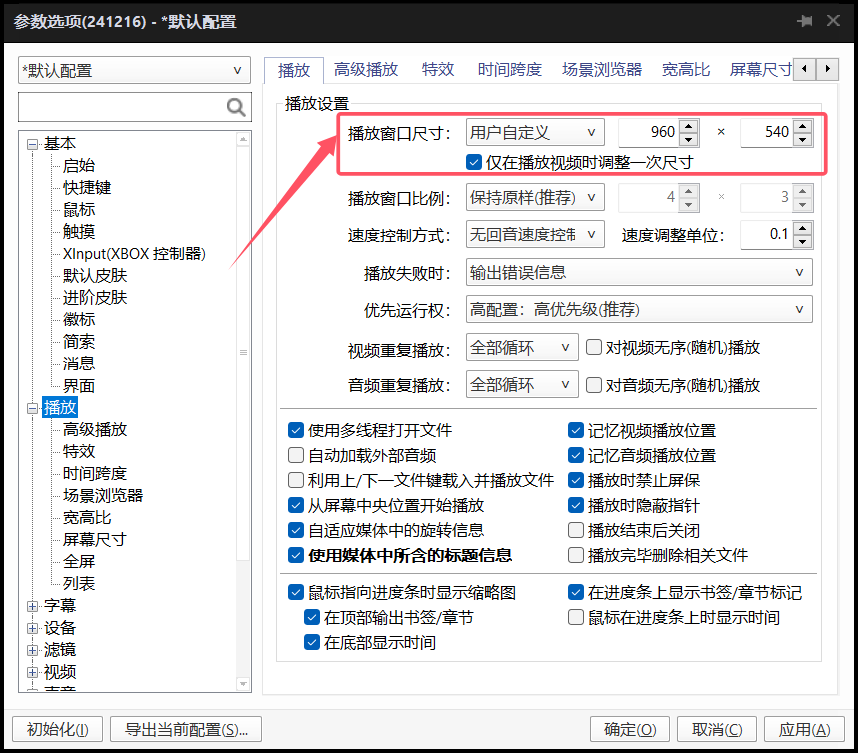 参数选项(241216) - *默认配置
*默认配置
基本
启始
快捷键
鼠标
触摸
XInput(XBOX 控制器)
默认皮肤
进阶皮肤
徽标
简索
消息
界面
播放
高级播放
特效
时间跨度
场景浏览器
宽高比
屏幕尺寸
全屏
列表
字幕
设备
滤镜
视频
声音
播放 高级播放 特效 时间跨度 场景浏览器 宽高比 屏幕尺寸
播放设置
播放窗口尺寸: 用户自定义 960 × 540
仅在播放视频时调整一次尺寸
播放窗口比例: 保持原样(推荐) 4 × 3
速度控制方式: 无回音速度控制 速度调整单位: 0.1
播放失败时: 输出错误信息
优先运行权: 高配置: 高优先级(推荐)
视频重复播放: 全部循环 对视频无序(随机)播放
音频重复播放: 全部循环 对音频无序(随机)播放
使用多线程打开文件 记忆视频播放位置
自动加载外部音频 记忆音频播放位置
利用上/下一文件键载入并播放文件 播放时禁止屏保
从屏幕中央位置开始播放 播放时隐蔽指针
自适应媒体中的旋转信息 播放结束后关闭
使用媒体中所含的标题信息 播放完毕删除相关文件
鼠标指向进度条时显示缩略图 在进度条上显示书签/章节标记
在顶部输出书签/章节 鼠标在进度条上时显示时间
在底部显示时间
初始化(I) 导出当前配置(S)... 确定(O) 取消(C) 应用(A)